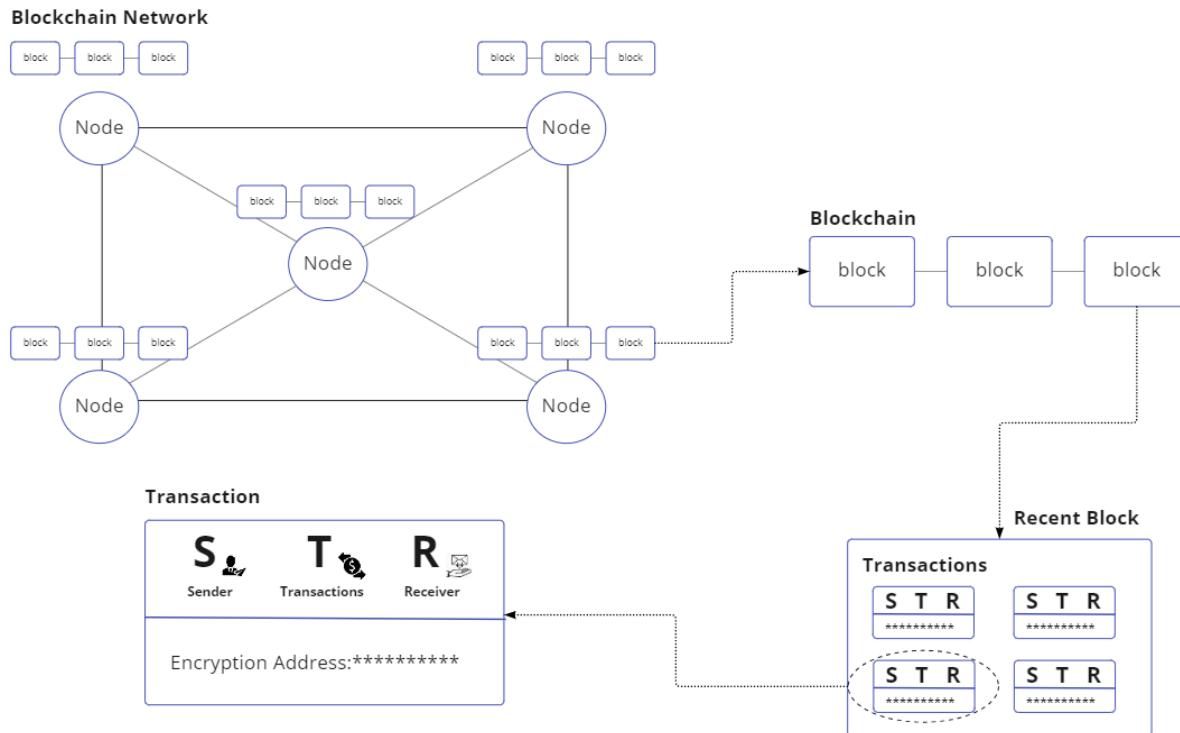 Blockchain Network
block block block
block block block
Node
Node
block block block
Node
Blockchain
block block block
block block block
block block block
Node
Node
Transaction
S T R
Sender Transactions Receiver
Encryption Address:**********
Recent Block
Transactions
S T R
**********
S T R
**********
S T R
**********
S T R
**********